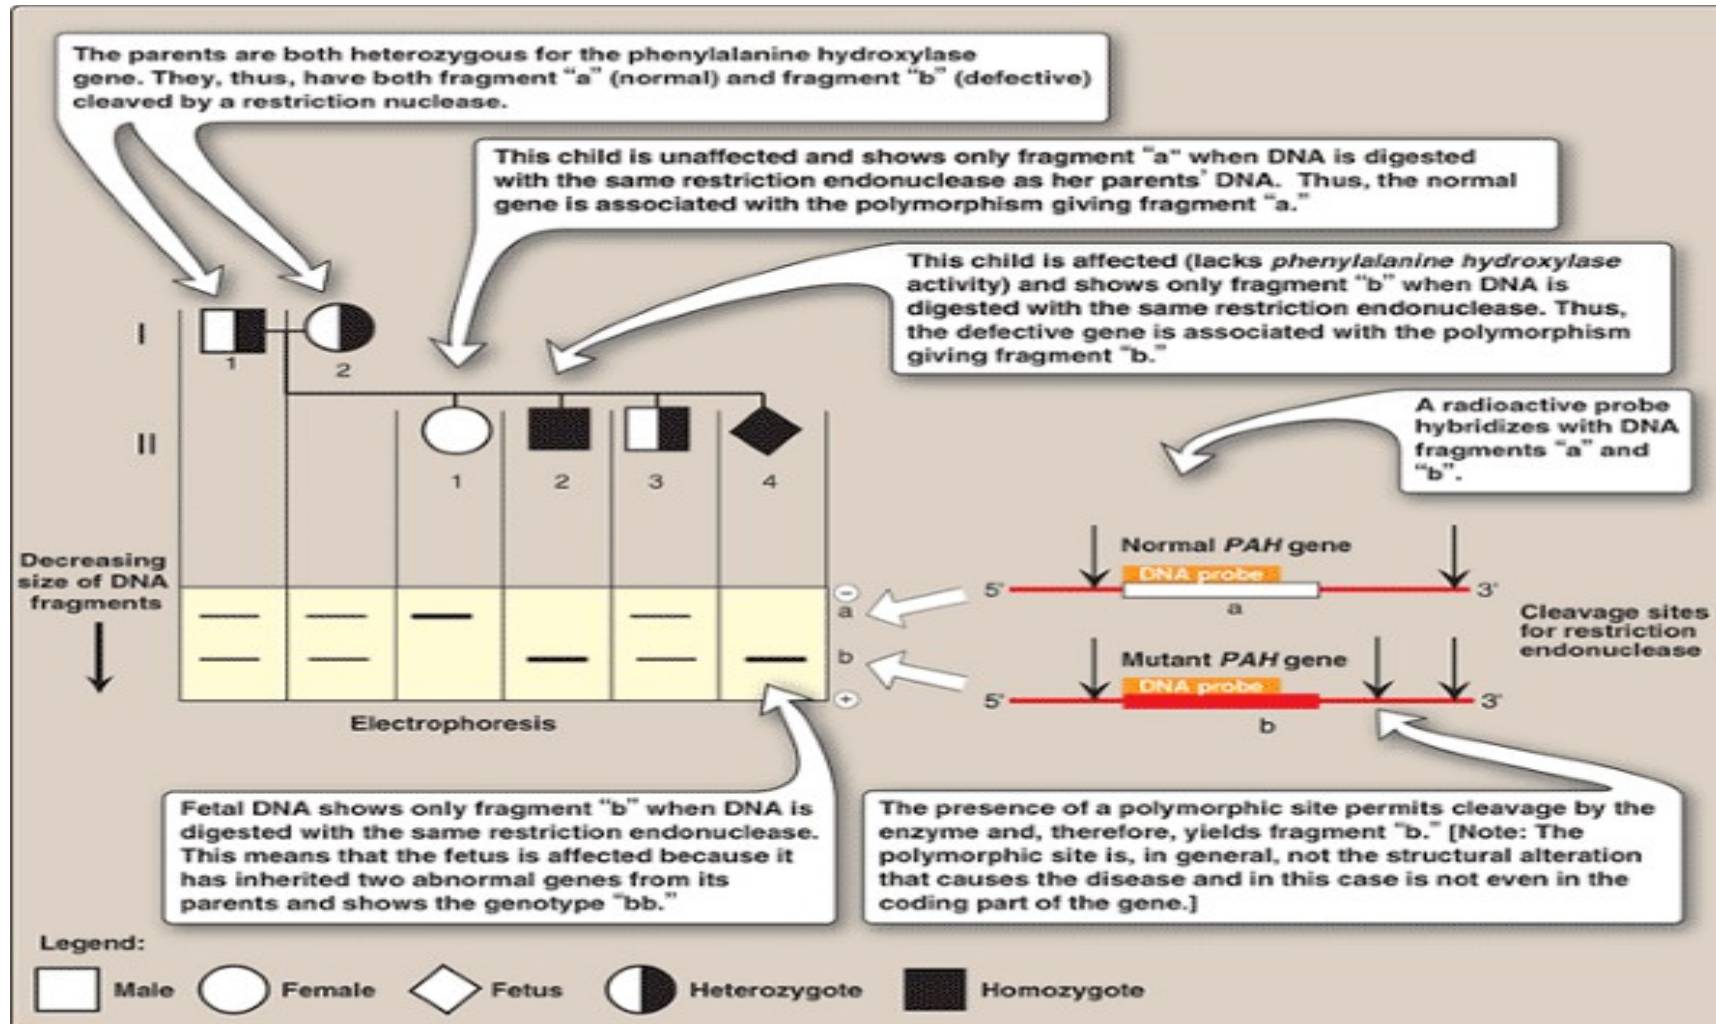 The parents are both heterozygous for the phenylalanine hydroxylase
gene. They, thus, have both fragment "a" (normal) and fragment "b" (defective)
cleaved by a restriction nuclease.
This child is unaffected and shows only fragment "a" when DNA is digested
with the same restriction endonuclease as her parents' DNA. Thus, the normal
gene is associated with the polymorphism giving fragment "a."
This child is affected (lacks phenylalanine hydroxylase
activity) and shows only fragment "b" when DNA is
digested with the same restriction endonuclease. Thus,
the defective gene is associated with the polymorphism
giving fragment "b."
I
1
2
A radioactive probe
hybridizes with DNA
fragments "a" and
"b".
II
1
2
3
4
Decreasing
size of DNA
fragments
−
a
b
+
Electrophoresis
Normal PAH gene
DNA probe
5'
3'
a
Mutant PAH gene
DNA probe
5'
3'
b
Cleavage sites
for restriction
endonuclease
Fetal DNA shows only fragment "b" when DNA is
digested with the same restriction endonuclease.
This means that the fetus is affected because it
has inherited two abnormal genes from its
parents and shows the genotype "bb."
The presence of a polymorphic site permits cleavage by the
enzyme and, therefore, yields fragment "b." [Note: The
polymorphic site is, in general, not the structural alteration
that causes the disease and in this case is not even in the
coding part of the gene.]
Legend:
Male
Female
Fetus
Heterozygote
Homozygote